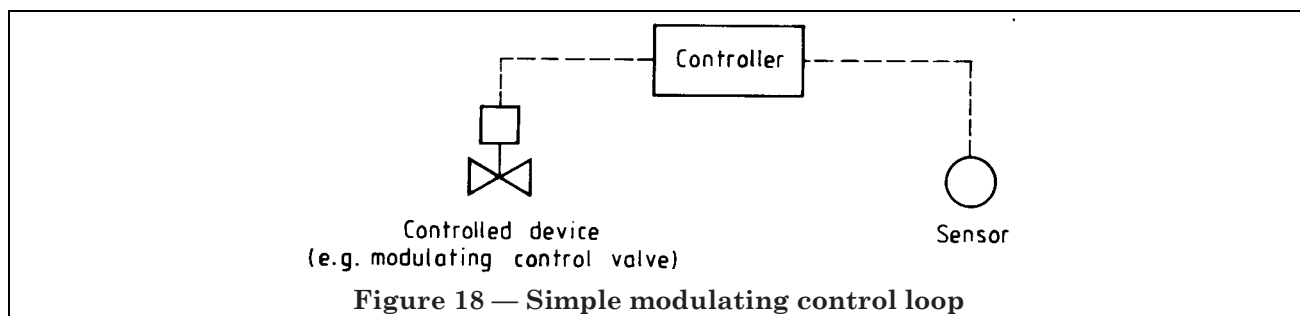 Controller
Controlled device
(e.g. modulating control valve)
Sensor
Figure 18 — Simple modulating control loop